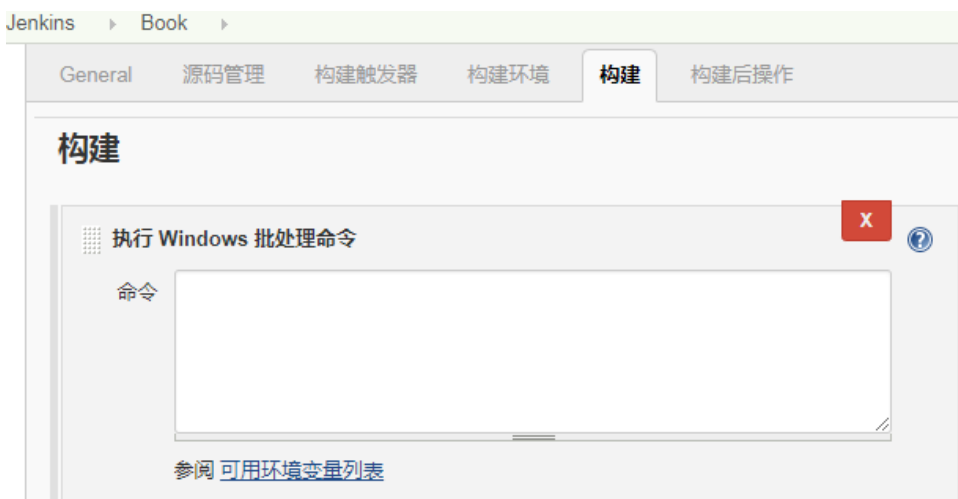 Jenkins Book
General 源码管理 构建触发器 构建环境 构建 构建后操作
构建
X
执行 Windows 批处理命令
命令
参阅 可用环境变量列表